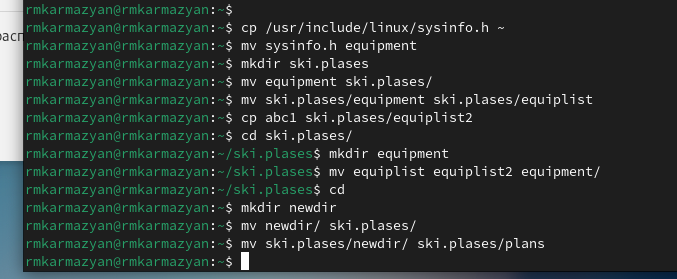 rmkarmazyan@rmkarmazyan:~$
rmkarmazyan@rmkarmazyan:~$ cp /usr/include/linux/sysinfo.h ~
rmkarmazyan@rmkarmazyan:~$ mv sysinfo.h equipment
rmkarmazyan@rmkarmazyan:~$ mkdir ski.plases
rmkarmazyan@rmkarmazyan:~$ mv equipment ski.plases/
rmkarmazyan@rmkarmazyan:~$ mv ski.plases/equipment ski.plases/equiplist
rmkarmazyan@rmkarmazyan:~$ cp abc1 ski.plases/equiplist2
rmkarmazyan@rmkarmazyan:~$ cd ski.plases/
rmkarmazyan@rmkarmazyan:~/ski.plases$ mkdir equipment
rmkarmazyan@rmkarmazyan:~/ski.plases$ mv equiplist equiplist2 equipment/
rmkarmazyan@rmkarmazyan:~/ski.plases$ cd
rmkarmazyan@rmkarmazyan:~$ mkdir newdir
rmkarmazyan@rmkarmazyan:~$ mv newdir/ ski.plases/
rmkarmazyan@rmkarmazyan:~$ mv ski.plases/newdir/ ski.plases/plans
rmkarmazyan@rmkarmazyan:~$